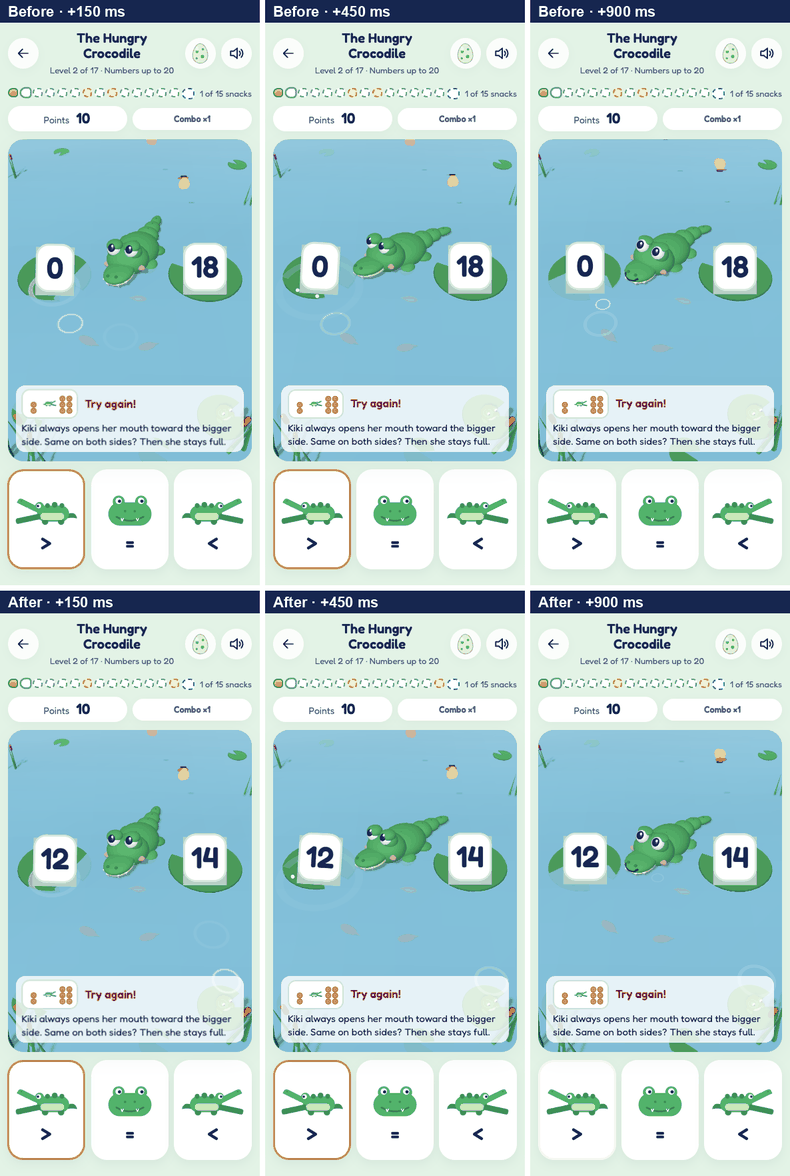 Before · +150 ms
The Hungry
Crocodile
Level 2 of 17 · Numbers up to 20
1 of 15 snacks
Points 10
Combo ×1
0
18
Try again!
Kiki always opens her mouth toward the bigger
side. Same on both sides? Then she stays full.
>
=
<
Before · +450 ms
The Hungry
Crocodile
Level 2 of 17 · Numbers up to 20
1 of 15 snacks
Points 10
Combo ×1
0
18
Try again!
Kiki always opens her mouth toward the bigger
side. Same on both sides? Then she stays full.
>
=
<
Before · +900 ms
The Hungry
Crocodile
Level 2 of 17 · Numbers up to 20
1 of 15 snacks
Points 10
Combo ×1
0
18
Try again!
Kiki always opens her mouth toward the bigger
side. Same on both sides? Then she stays full.
>
=
<
After · +150 ms
The Hungry
Crocodile
Level 2 of 17 · Numbers up to 20
1 of 15 snacks
Points 10
Combo ×1
12
14
Try again!
Kiki always opens her mouth toward the bigger
side. Same on both sides? Then she stays full.
>
=
<
After · +450 ms
The Hungry
Crocodile
Level 2 of 17 · Numbers up to 20
1 of 15 snacks
Points 10
Combo ×1
12
14
Try again!
Kiki always opens her mouth toward the bigger
side. Same on both sides? Then she stays full.
>
=
<
After · +900 ms
The Hungry
Crocodile
Level 2 of 17 · Numbers up to 20
1 of 15 snacks
Points 10
Combo ×1
12
14
Try again!
Kiki always opens her mouth toward the bigger
side. Same on both sides? Then she stays full.
>
=
<